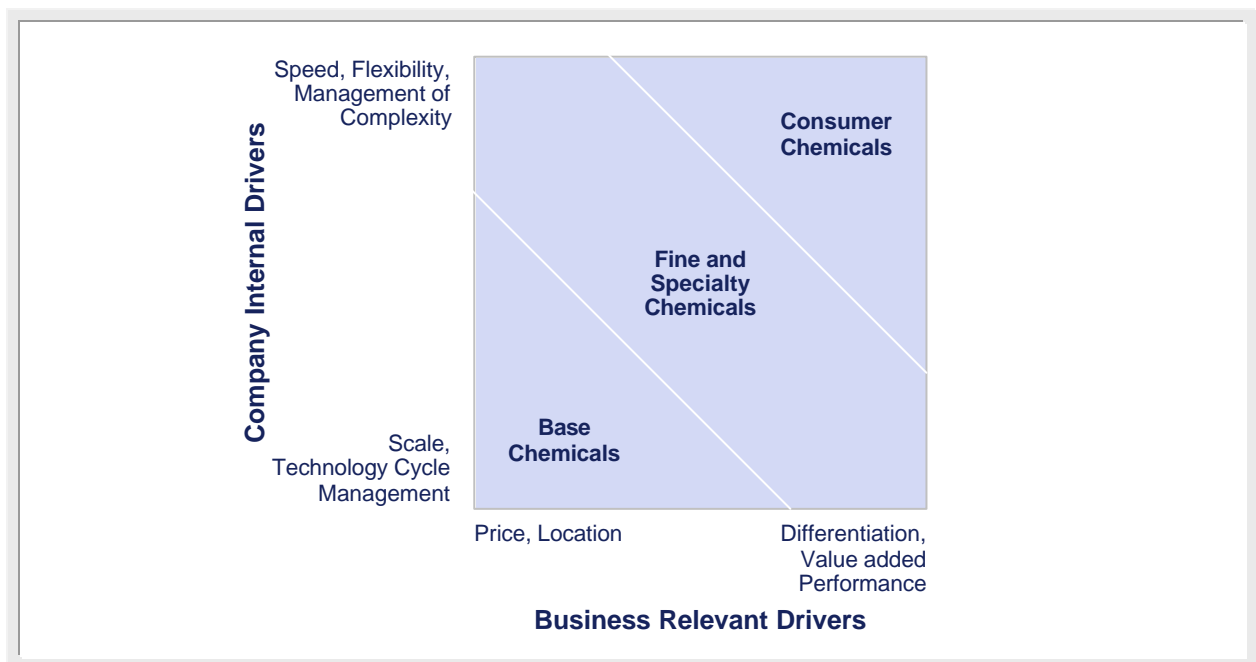 Speed, Flexibility,
Management of
Complexity
Consumer
Chemicals
Company Internal Drivers
Fine and
Specialty
Chemicals
Base
Chemicals
Scale,
Technology Cycle
Management
Price, Location
Differentiation,
Value added
Performance
Business Relevant Drivers